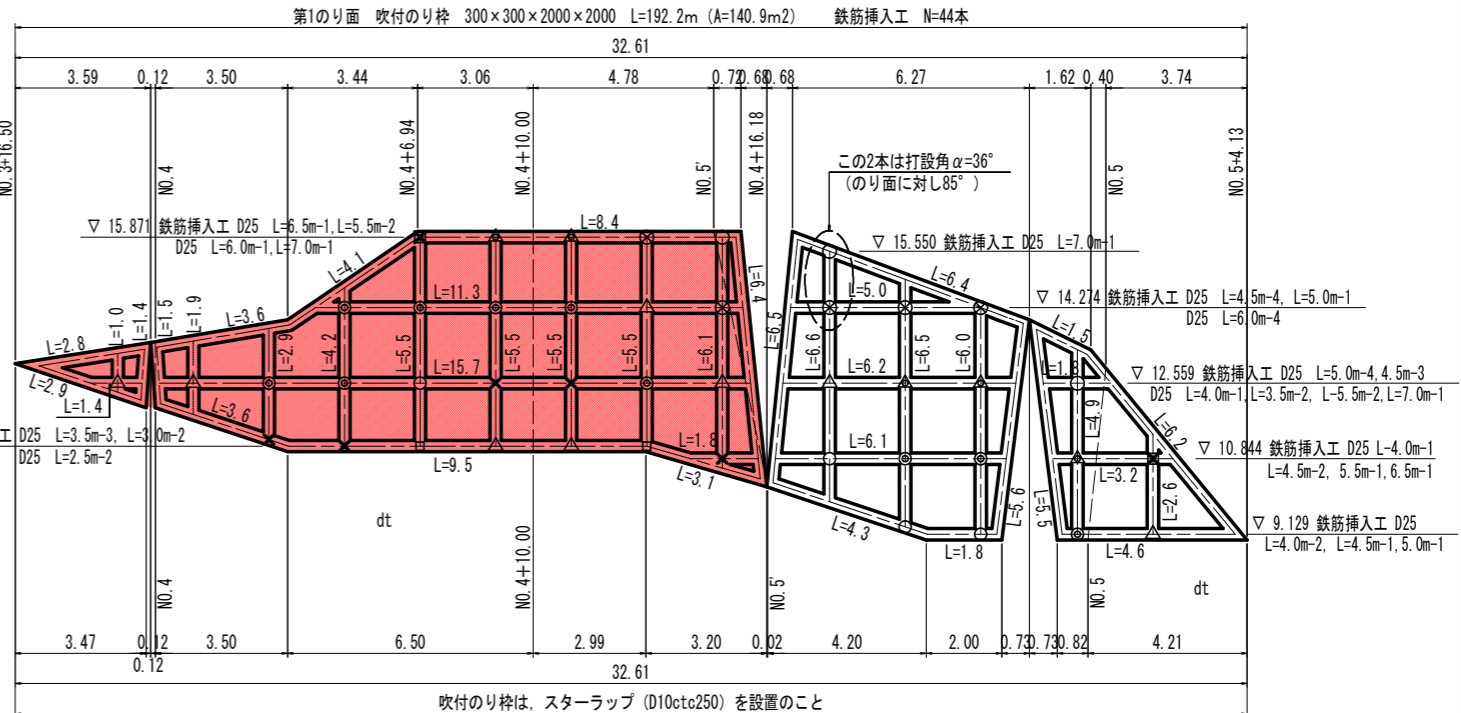 第1のり面 吹付のり枠 300×300×2000×2000 L=192.2m (A=140.9m2) 鉄筋挿入工 N=44本
32.61
3.59 0.12 3.50 3.44 3.06 4.78 0.72 0.68 0.68 6.27 1.62 0.40 3.74
NO.3+16.50
NO.4
NO.4+6.94
NO.4+10.00
NO.5'
NO.4+16.18
NO.5
NO.5+4.13
この2本は打設角α=36°
(のり面に対し85° )
▽ 15.871 鉄筋挿入工 D25 L=6.5m-1,L=5.5m-2
D25 L=6.0m-1,L=7.0m-1
L=8.4
▽ 15.550 鉄筋挿入工 D25 L=7.0m-1
L=4.1
L=6.4
L=6.5
L=5.0
L=6.4
▽ 14.274 鉄筋挿入工 D25 L=4.5m-4, L=5.0m-1
D25 L=6.0m-4
L=11.3
L=1.0
L=1.4
L=1.5
L=1.9
L=3.6
L=2.9
L=4.2
L=5.5
L=5.5
L=5.5
L=5.5
L=6.1
L=6.6
L=6.5
L=6.0
L=1.5
L=2.8
L=15.7
L=6.2
▽ 12.559 鉄筋挿入工 D25 L=5.0m-4,4.5m-3
D25 L=4.0m-1,L=3.5m-2, L=5.5m-2,L=7.0m-1
L=2.9
L=1.4
L=3.6
L=4.9
L=6.2
工 D25 L=3.5m-3, L=3.0m-2
D25 L=2.5m-2
L=9.5
L=1.8
L=3.1
L=6.1
L=3.2
L=2.6
▽ 10.844 鉄筋挿入工 D25 L-4.0m-1
L=4.5m-2, 5.5m-1,6.5m-1
L=4.3
L=1.8
L=5.6
L=5.5
L=4.6
▽ 9.129 鉄筋挿入工 D25
L=4.0m-2, L=4.5m-1,5.0m-1
dt
dt
NO.4
NO.4+10.00
NO.5'
NO.5
3.47 0.12 3.50 6.50 2.99 3.20 0.02 4.20 2.00 0.73 0.73 0.82 4.21
0.12
32.61
吹付のり枠は, スターラップ (D10ctc250) を設置のこと